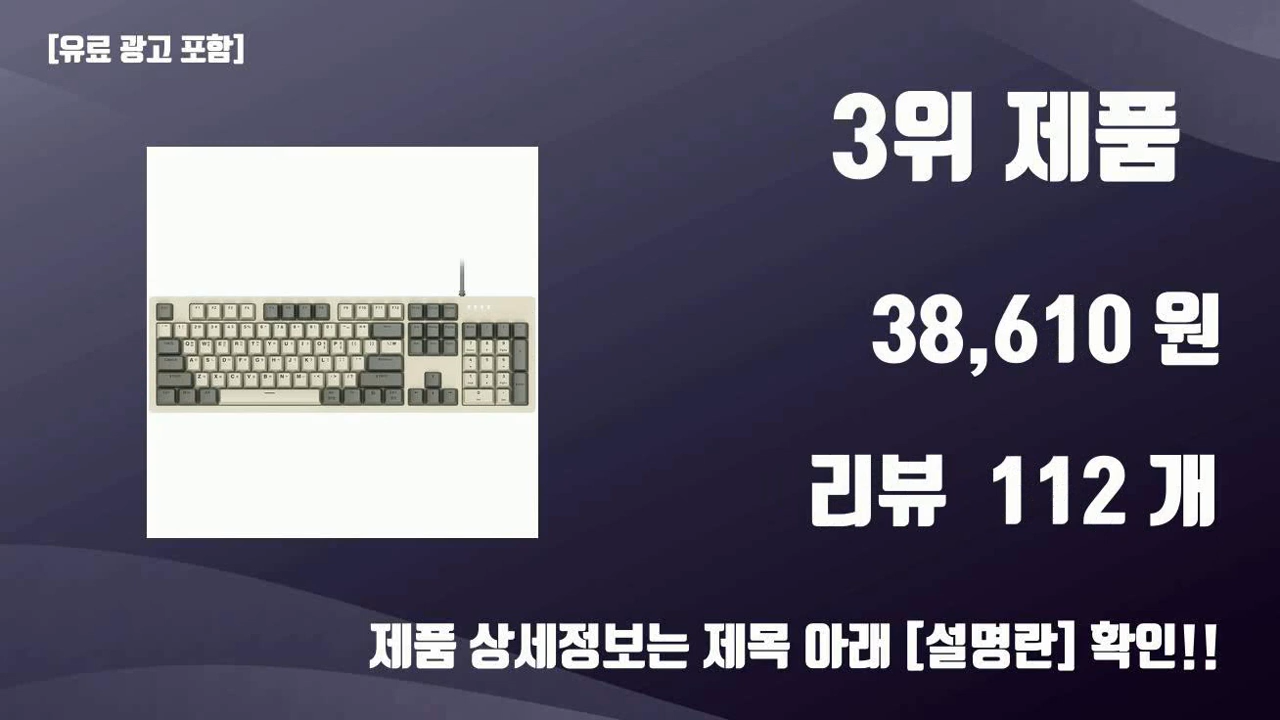 [유료 광고 포함]
3위 제품
38,610 원
리뷰 112 개
제품 상세정보는 제목 아래 [설명란] 확인!!